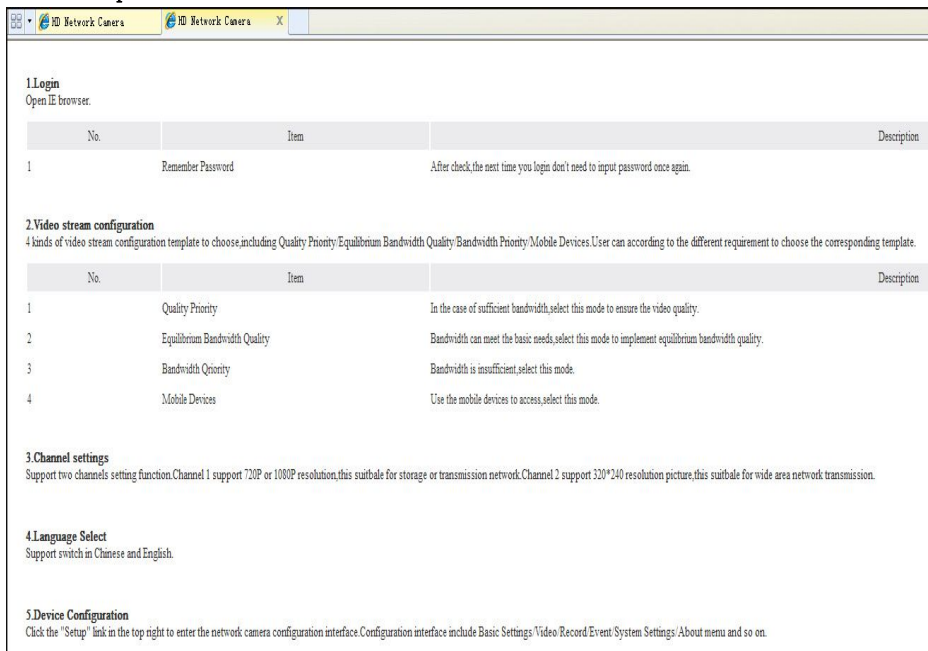 HD Network Camera
HD Network Camera X
1.Login
Open IE browser.
No. Item Description
1 Remember Password After check,the next time you login don't need to input password once again.
2.Video stream configuration
4 kinds of video stream configuration template to choose,including Quality Priority/Equilibrium Bandwidth Quality/Bandwidth Priority/Mobile Devices.User can according to the different requirement to choose the corresponding template.
No. Item Description
1 Quality Priority In the case of sufficient bandwidth,select this mode to ensure the video quality.
2 Equilibrium Bandwidth Quality Bandwidth can meet the basic needs,select this mode to implement equilibrium bandwidth quality.
3 Bandwidth Qriority Bandwidth is insufficient,select this mode.
4 Mobile Devices Use the mobile devices to access,select this mode.
3.Channel settings
Support two channels setting function.Channel 1 support 720P or 1080P resolution,this suitbale for storage or transmission network.Channel 2 support 320*240 resolution picture,this suitbale for wide area network transmission.
4.Language Select
Support switch in Chinese and English.
5.Device Configuration
Click the "Setup" link in the top right to enter the network camera configuration interface.Configuration interface include Basic Settings/Video/Record/Event/System Settings/About menu and so on.